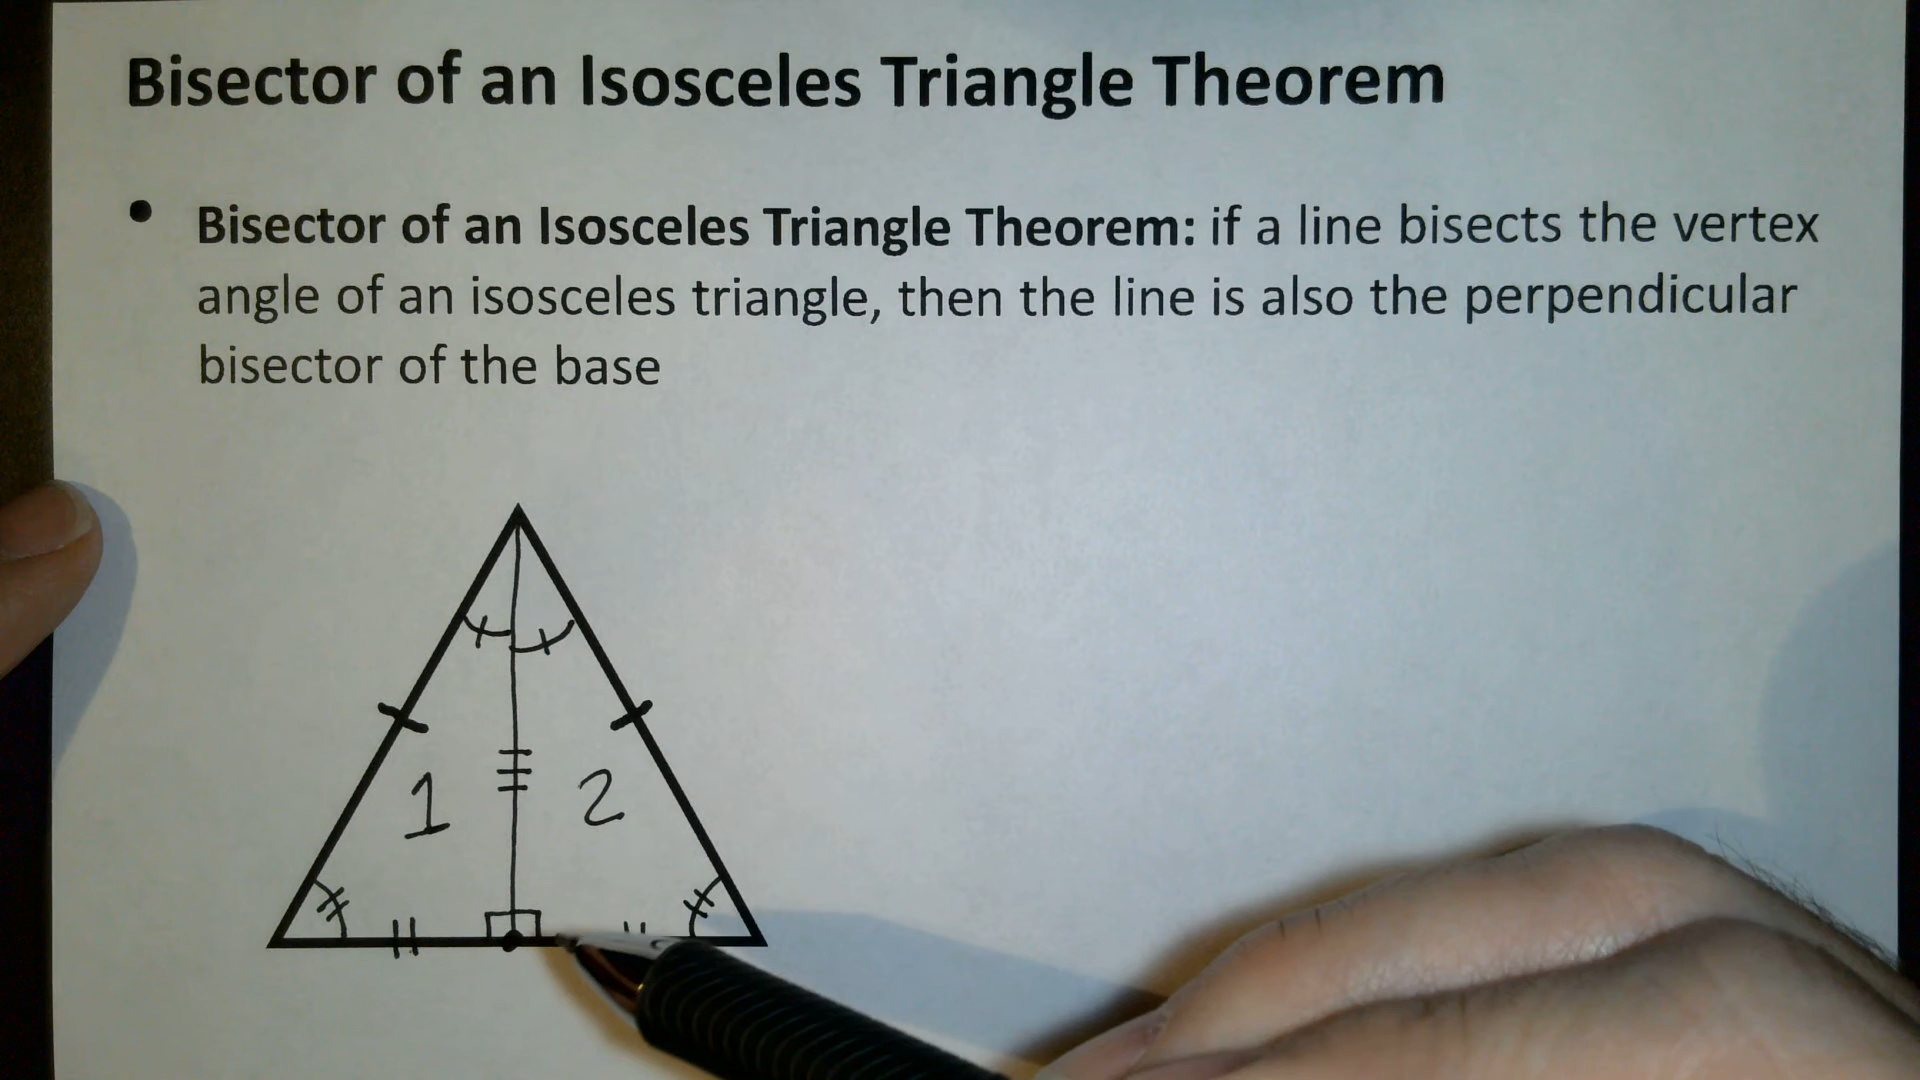 Bisector of an Isosceles Triangle Theorem
• Bisector of an Isosceles Triangle Theorem: if a line bisects the vertex
angle of an isosceles triangle, then the line is also the perpendicular
bisector of the base
1 2